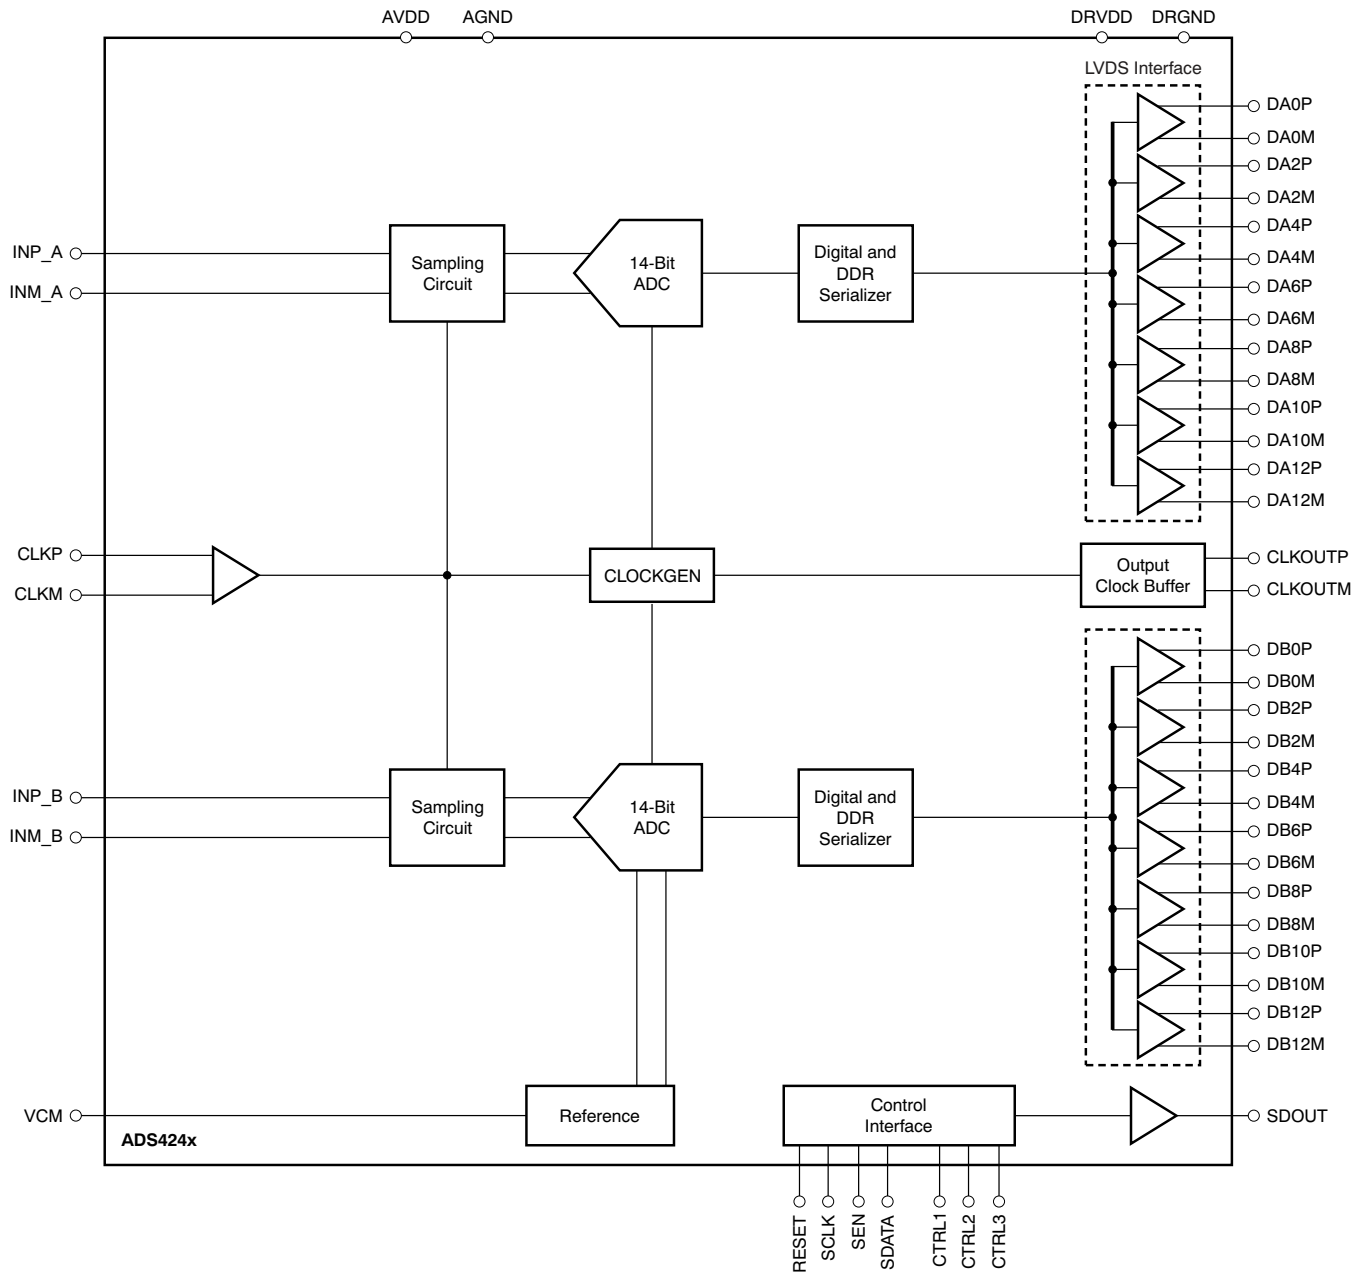 AVDD AGND DRVDD DRGND
LVDS Interface
DA0P
DA0M
DA2P
DA2M
DA4P
DA4M
DA6P
DA6M
DA8P
DA8M
DA10P
DA10M
DA12P
DA12M
INP_A
INM_A
Sampling
Circuit
14-Bit
ADC
Digital and
DDR
Serializer
CLKP
CLKM
CLOCKGEN
Output
Clock Buffer
CLKOUTP
CLKOUTM
DB0P
DB0M
DB2P
DB2M
DB4P
DB4M
DB6P
DB6M
DB8P
DB8M
DB10P
DB10M
DB12P
DB12M
INP_B
INM_B
Sampling
Circuit
14-Bit
ADC
Digital and
DDR
Serializer
VCM
Reference
Control
Interface
SDOUT
ADS424x
RESET
SCLK
SEN
SDATA
CTRL1
CTRL2
CTRL3